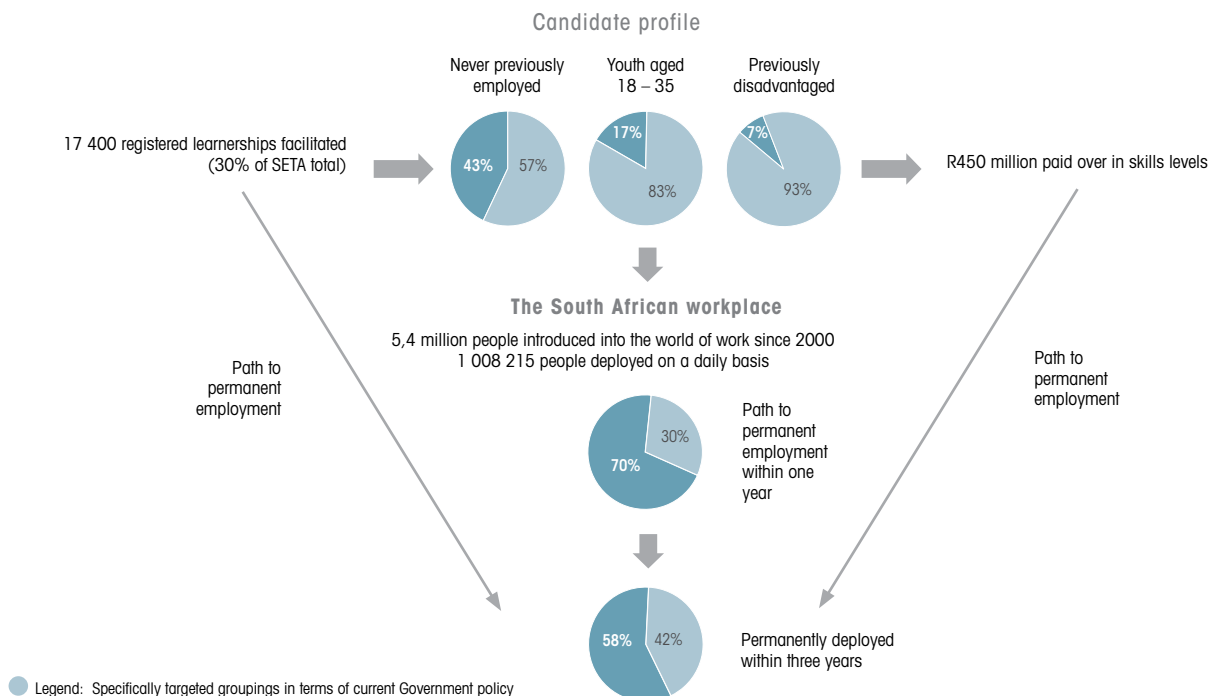 Candidate profile
Never previously
employed
Youth aged
18 – 35
Previously
disadvantaged
17 400 registered learnerships facilitated
(30% of SETA total)
43%
57%
17%
83%
7%
93%
R450 million paid over in skills levels
The South African workplace
5,4 million people introduced into the world of work since 2000
1 008 215 people deployed on a daily basis
Path to
permanent
employment
30%
70%
Path to
permanent
employment
within one
year
Path to
permanent
employment
58%
42%
Permanently deployed
within three years
Legend: Specifically targeted groupings in terms of current Government policy